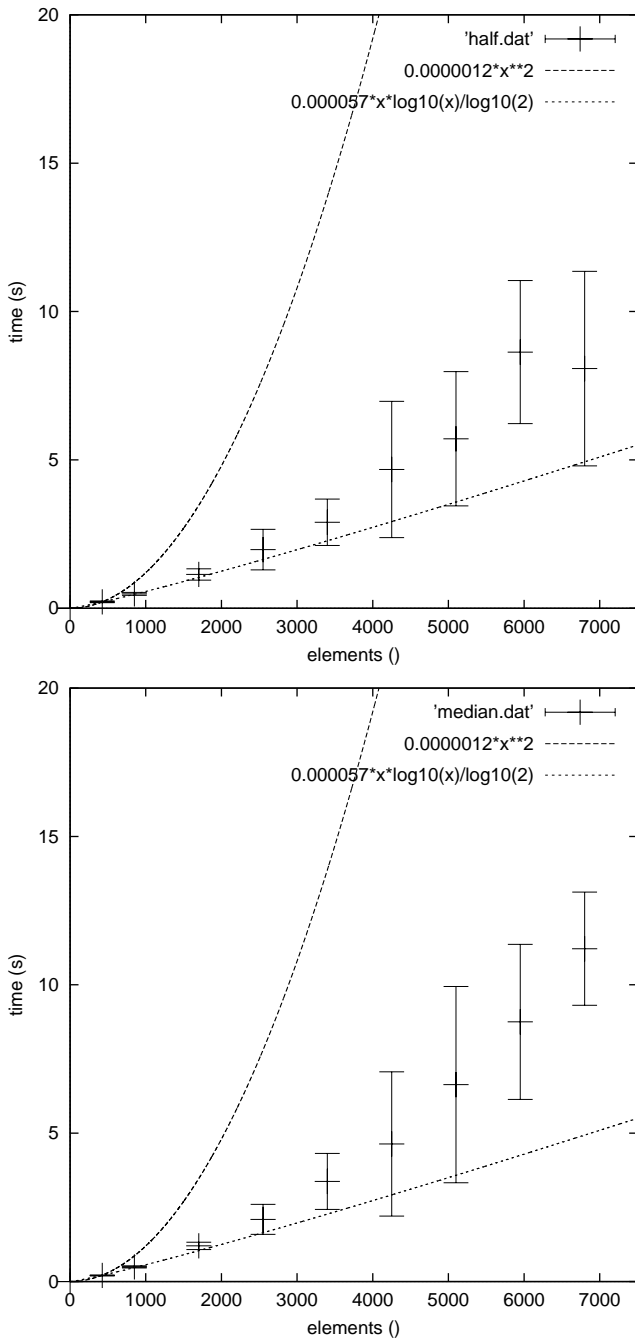 20
'half.dat'
0.0000012*x**2
0.000057*x*log10(x)/log10(2)
15
time (s)
10
5
0
0 1000 2000 3000 4000 5000 6000 7000
elements ()
20
'median.dat'
0.0000012*x**2
0.000057*x*log10(x)/log10(2)
15
time (s)
10
5
0
0 1000 2000 3000 4000 5000 6000 7000
elements ()